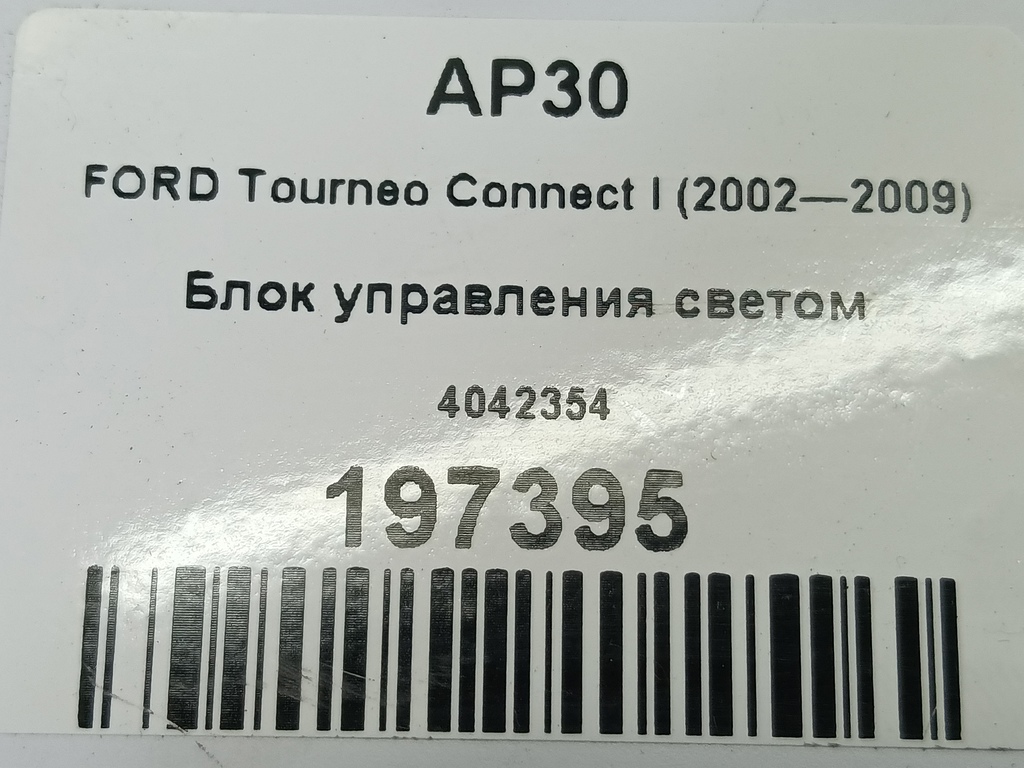 AP30
FORD Tourneo Connect I (2002—2009)
Блок управления светом
4042354
197395